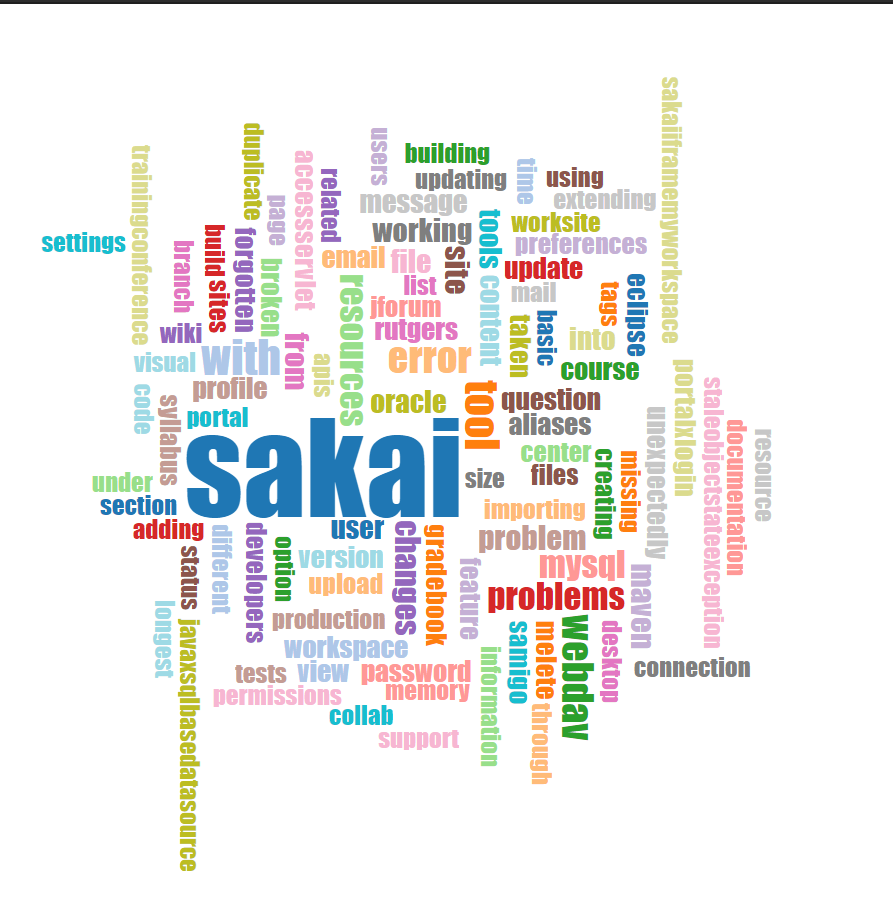 sakaiiframemyworkspace
duplicate
users
building
trainingconference
accessservlet
time
related
updating
using
message
extending
page
tools
worksite
build sites
forgotten
working
preferences
settings
branch
site
email
file
update
broken
list
mail
eclipse
resources
content
tags
jforum
wiki
rutgers
taken
basic
into
from
with
error
visual
apis
course
portalxlogin
profile
tool
staleobjectstateexception
code
oracle
question
syllabus
portal
unexpectedly
aliases
sakai
documentation
resource
center
creating
missing
files
size
under
section
importing
adding
user
changes
gradebook
different
developers
problem
option
version
status
mysql
feature
maven
upload
problems
longest
production
webdav
javaxsqlbasedatasource
samigo
melete
desktop
workspace
information
connection
tests
view
password
permissions
memory
through
collab
support